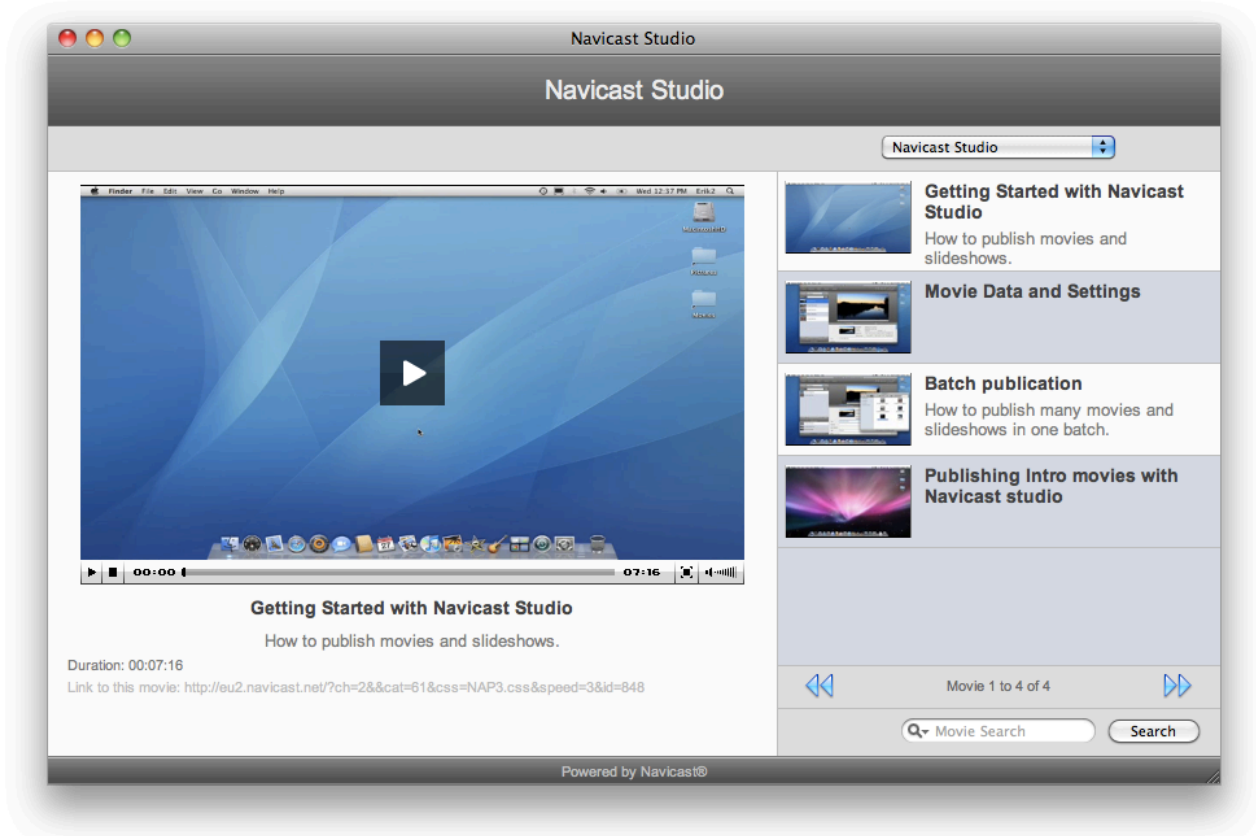 Navicast Studio
Navicast Studio
Navicast Studio
Finder File Edit View Go Window Help
Wed 12:37 PM Erik2
Macintosh HD
Pictures
Movies
00:00
07:16
Getting Started with Navicast Studio
How to publish movies and slideshows.
Duration: 00:07:16
Link to this movie: http://eu2.navicast.net/?ch=2&&cat=61&css=NAP3.css&speed=3&id=848
Getting Started with Navicast
Studio
How to publish movies and
slideshows.
Movie Data and Settings
Batch publication
How to publish many movies and
slideshows in one batch.
Publishing Intro movies with
Navicast studio
Movie 1 to 4 of 4
Movie Search
Search
Powered by Navicast®